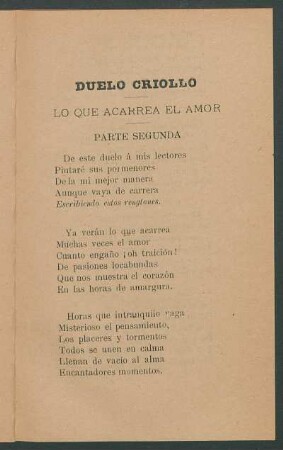 DUELO CRIOLLO
LO QUE ACARREA EL AMOR
PARTE SEGUNDA
De este duelo á mis lectores
Pintaré sus pormenores
De la mi mejor manera
Aunque vaya de carrera
Escribiendo estos renglones.
Ya verán lo que acarrea
Muchas veces el amor
Cuanto engaño ¡oh traición!
De pasiones locabundas
Que nos muestra el corazón
En las horas de amargura.
Horas que intranquilo vaga
Misterioso el pensamiento,
Los placeres y tormentos
Todos se unen en calma
Llenan de vacio al alma
Encantadores momentos.